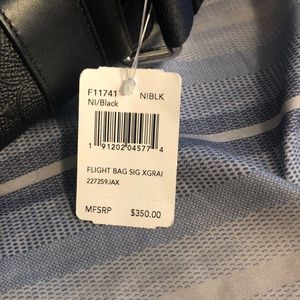 F11741 NIBLK
NI/Black
1 91202 04577 4
FLIGHT BAG SIG XGRAI
227259JAX
MFSRP $350.00